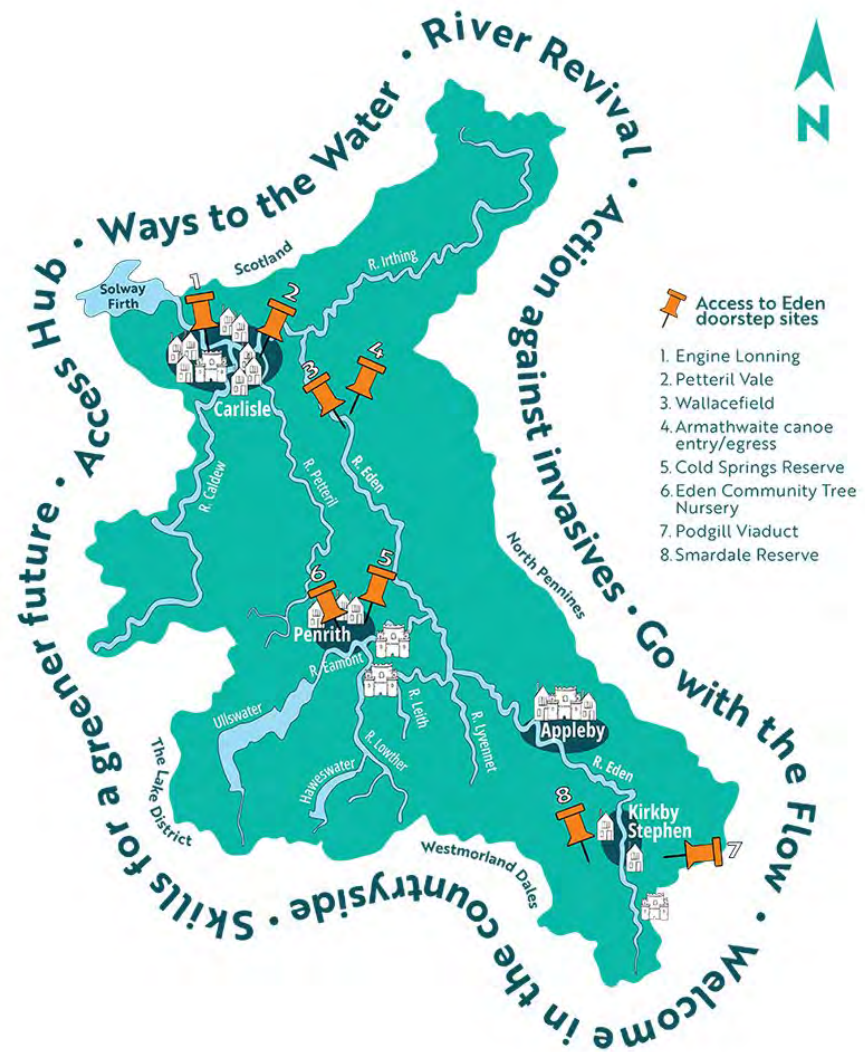 • Access Hub • Ways to the Water • River Revival • Action against invasives • Go with the Flow • Welcome in the countryside • Skills for a greener future
N
Scotland
Solway
Firth
R. Irthing
1
2
3
4
Carlisle
R. Caldew
R. Petteril
R. Eden
North Pennines
5
6
Penrith
R. Eamont
Ullswater
R. Leith
R. Lowther
Haweswater
R. Lyvennet
The Lake District
Appleby
R. Eden
8
Kirkby
Stephen
7
Westmorland Dales
Access to Eden
doorstep sites
1. Engine Lonning
2. Petteril Vale
3. Wallacefield
4. Armathwaite canoe
entry/egress
5. Cold Springs Reserve
6. Eden Community Tree
Nursery
7. Podgill Viaduct
8. Smardale Reserve